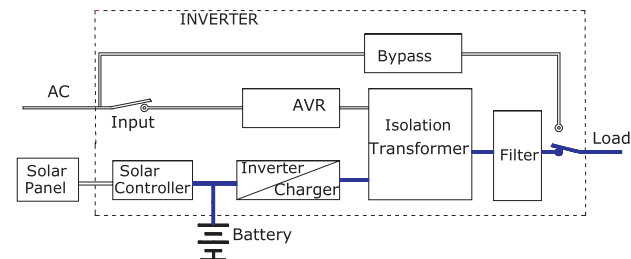 INVERTER
Bypass
AC
Input
AVR
Isolation
Transformer
Filter
Load
Solar
Panel
Solar
Controller
Inverter
Charger
Battery